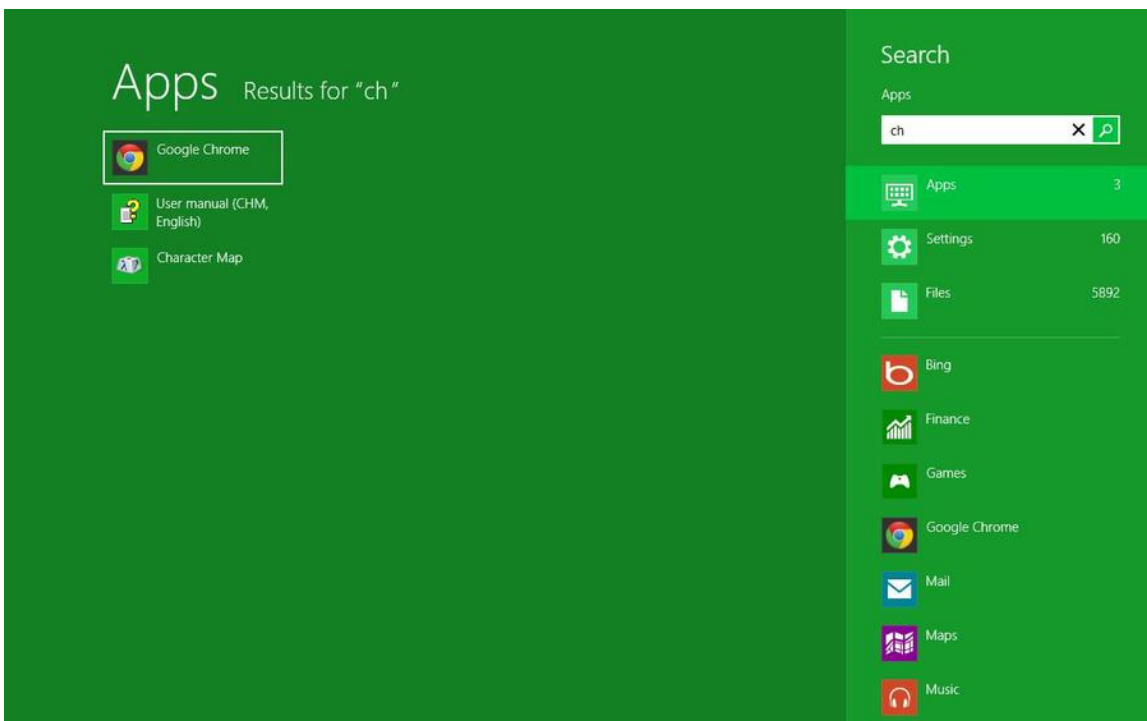 Apps Results for "ch"
Google Chrome
User manual (CHM,
English)
Character Map
Search
Apps
ch
Apps 3
Settings 160
Files 5892
Bing
Finance
Games
Google Chrome
Mail
Maps
Music